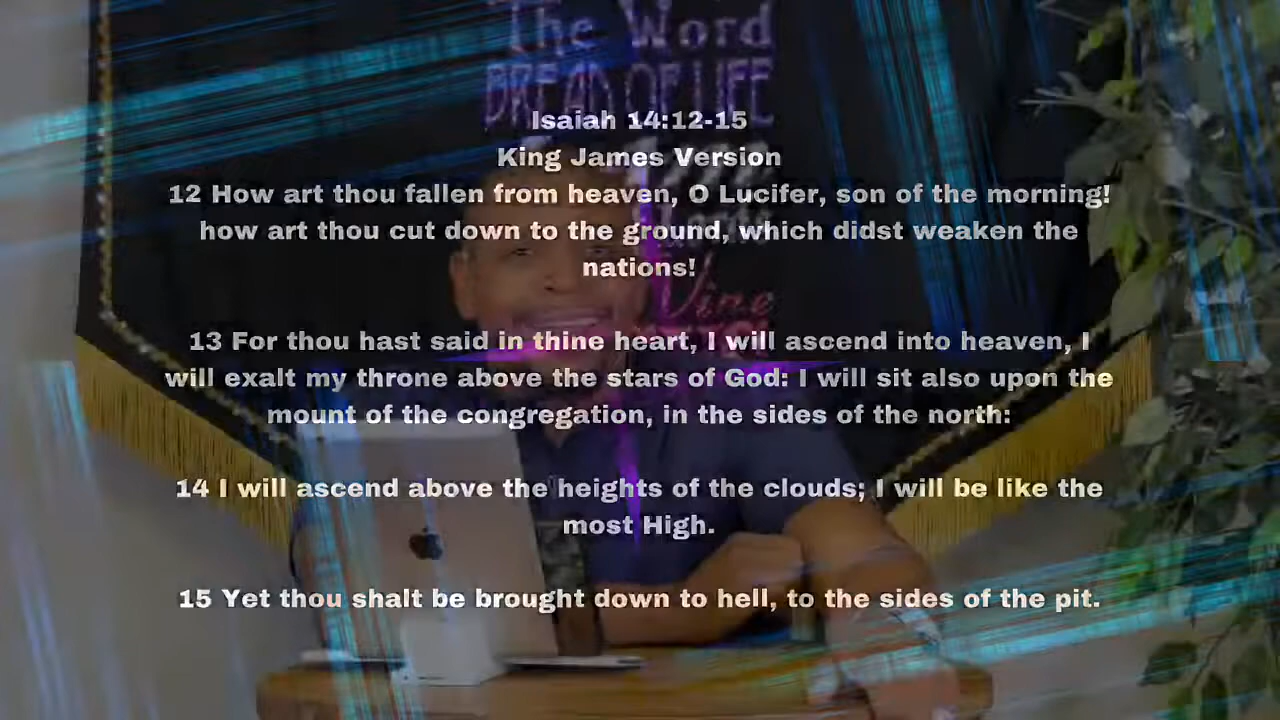 The Word
BREAD OF LIFE
Isaiah 14:12-15
King James Version
12 How art thou fallen from heaven, O Lucifer, son of the morning!
how art thou cut down to the ground, which didst weaken the
nations!
Vine
13 For thou hast said in thine heart, I will ascend into heaven, I
will exalt my throne above the stars of God: I will sit also upon the
mount of the congregation, in the sides of the north:
14 I will ascend above the heights of the clouds; I will be like the
most High.
15 Yet thou shalt be brought down to hell, to the sides of the pit.